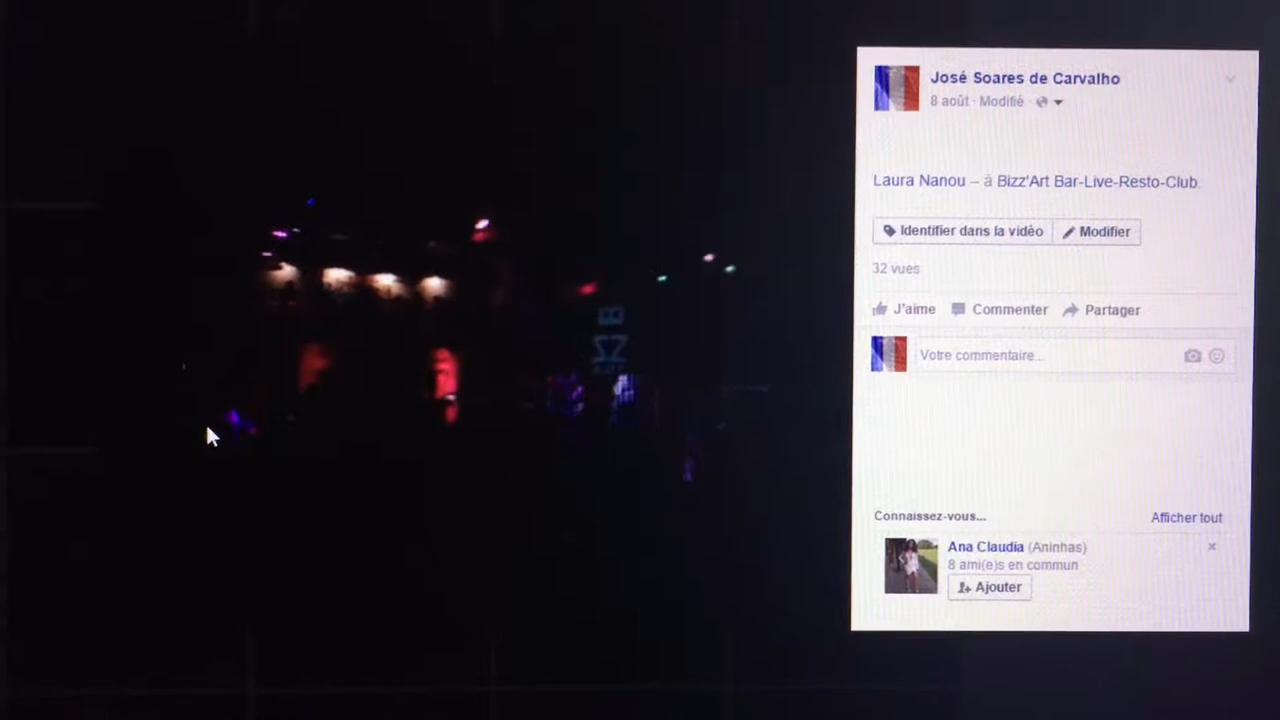 José Soares de Carvalho
8 août · Modifié ·
Laura Nanou – à Bizz'Art Bar-Live-Resto-Club.
Identifier dans la vidéo Modifier
32 vues
J'aime Commenter Partager
Votre commentaire...
Connaissez-vous... Afficher tout
Ana Claudia (Aninhas)
8 ami(e)s en commun
Ajouter